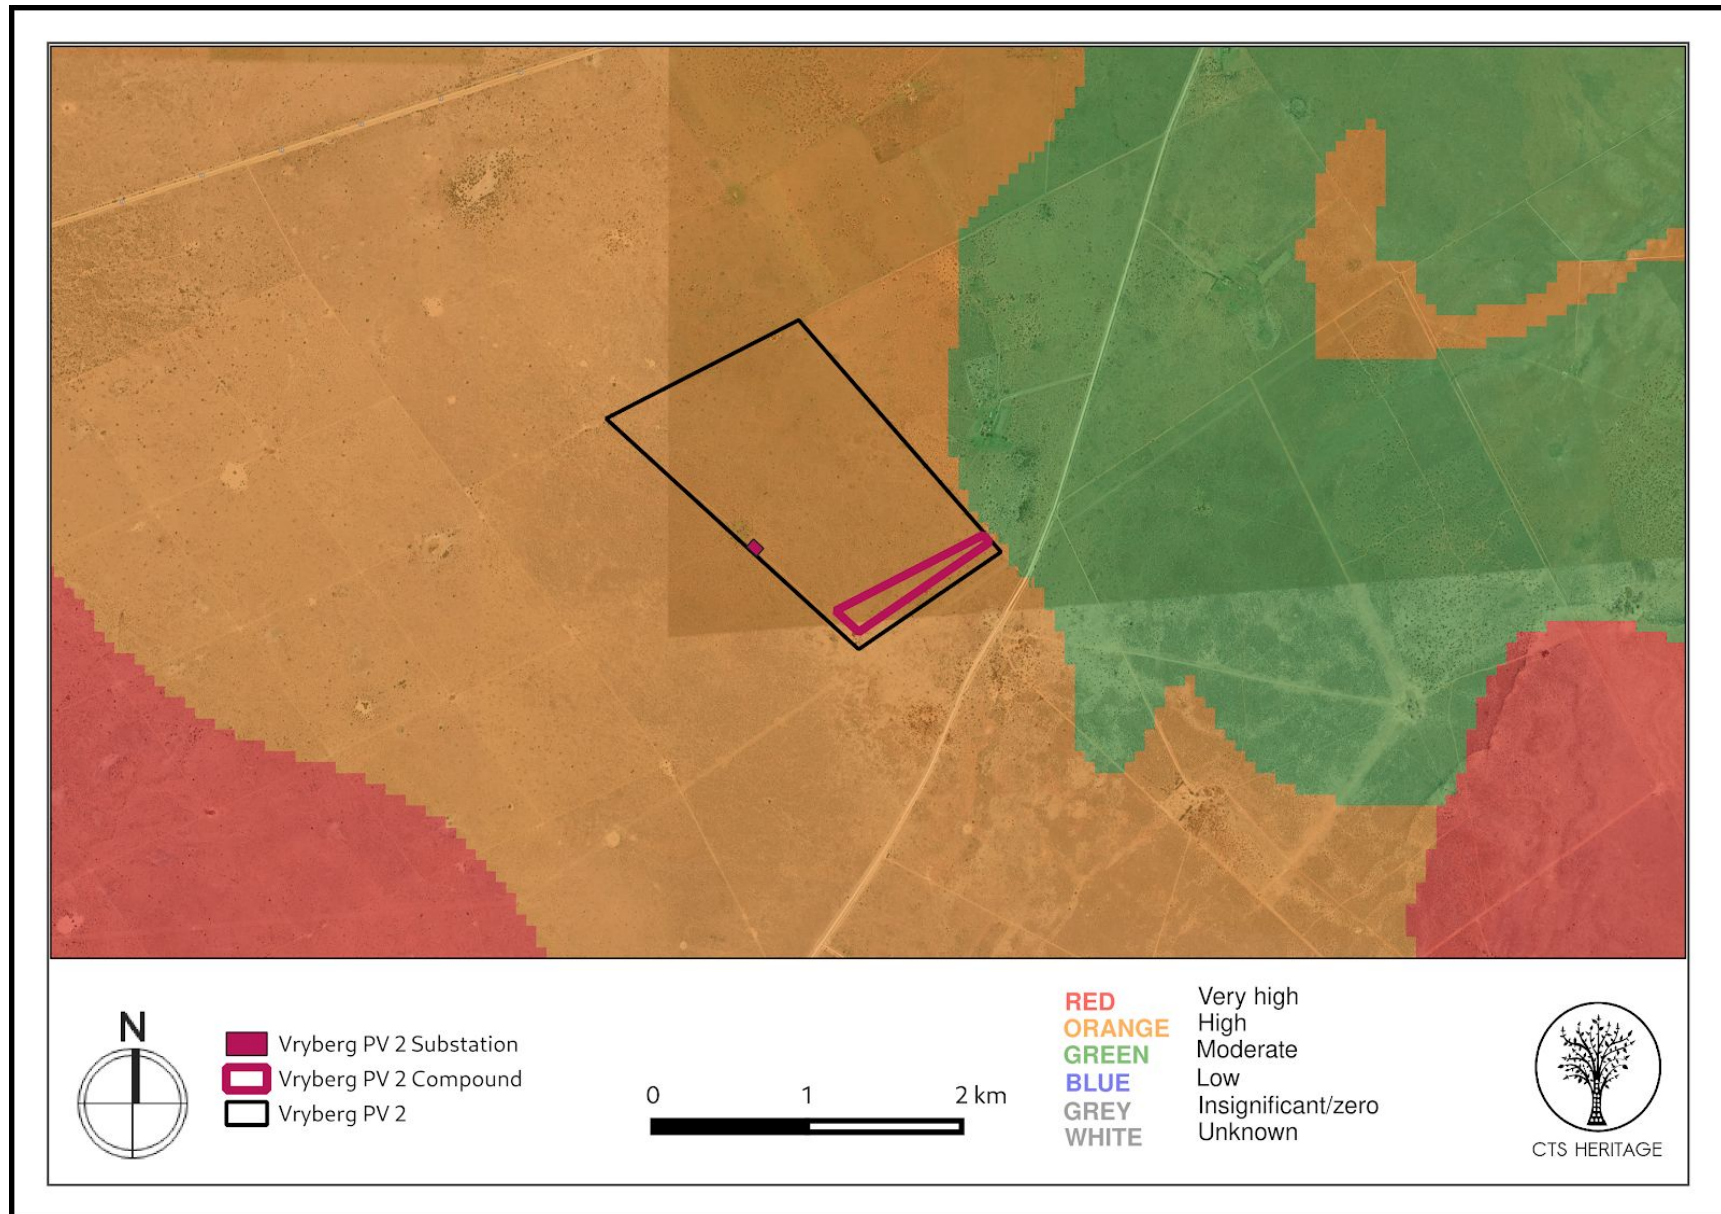 N
Vryberg PV 2 Substation
Vryberg PV 2 Compound
Vryberg PV 2
0 1 2 km
RED Very high
ORANGE High
GREEN Moderate
BLUE Low
GREY Insignificant/zero
WHITE Unknown
CTS HERITAGE